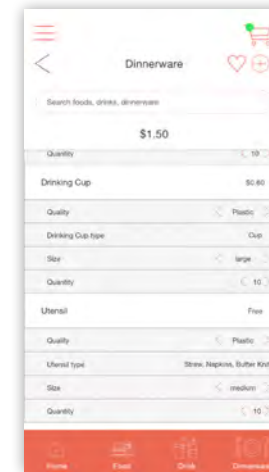 Dinnerware
Search foods, drinks, dinnerware
$1.50
Quantity 10
Drinking Cup $0.60
Quality Plastic
Drinking Cup type Cup
Size large
Quantity 10
Utensil Free
Quality Plastic
Utensil type Straw, Napkins, Butter Knif
Size medium
Quantity 10
Home Food Drink Dinnerware